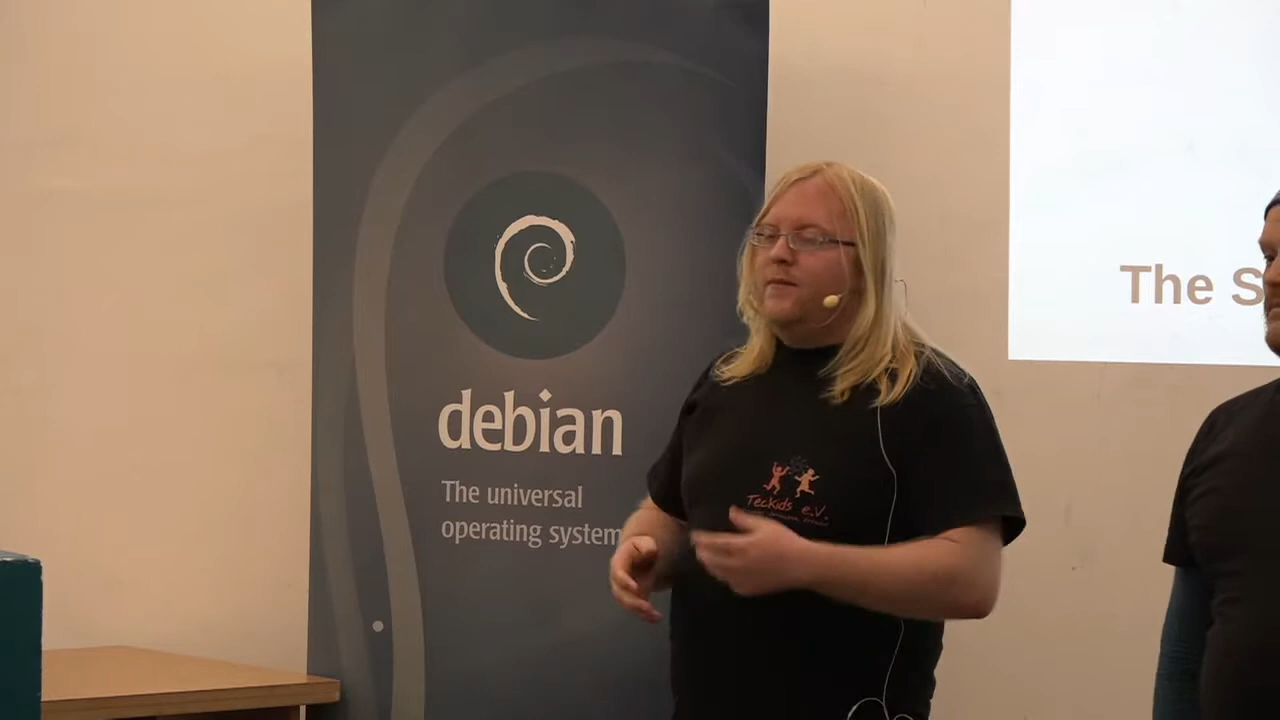 debian
The universal
operating system
The S
Teckids e.V.